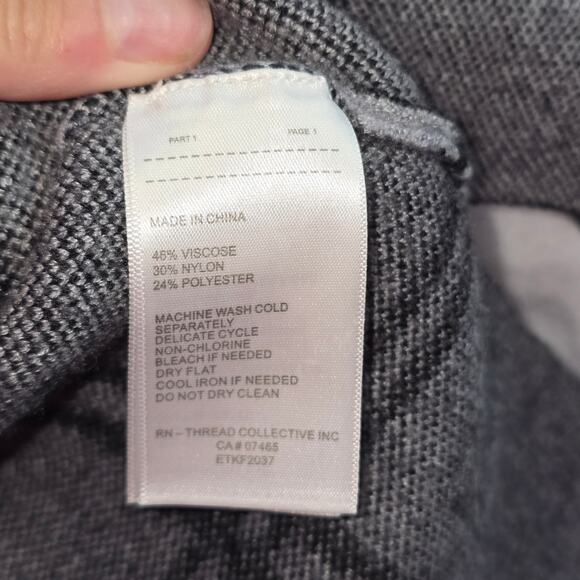 PART 1 PAGE 1
MADE IN CHINA
46% VISCOSE
30% NYLON
24% POLYESTER
MACHINE WASH COLD
SEPARATELY
DELICATE CYCLE
NON-CHLORINE
BLEACH IF NEEDED
DRY FLAT
COOL IRON IF NEEDED
DO NOT DRY CLEAN
RN – THREAD COLLECTIVE INC
CA# 07465
ETKF2037